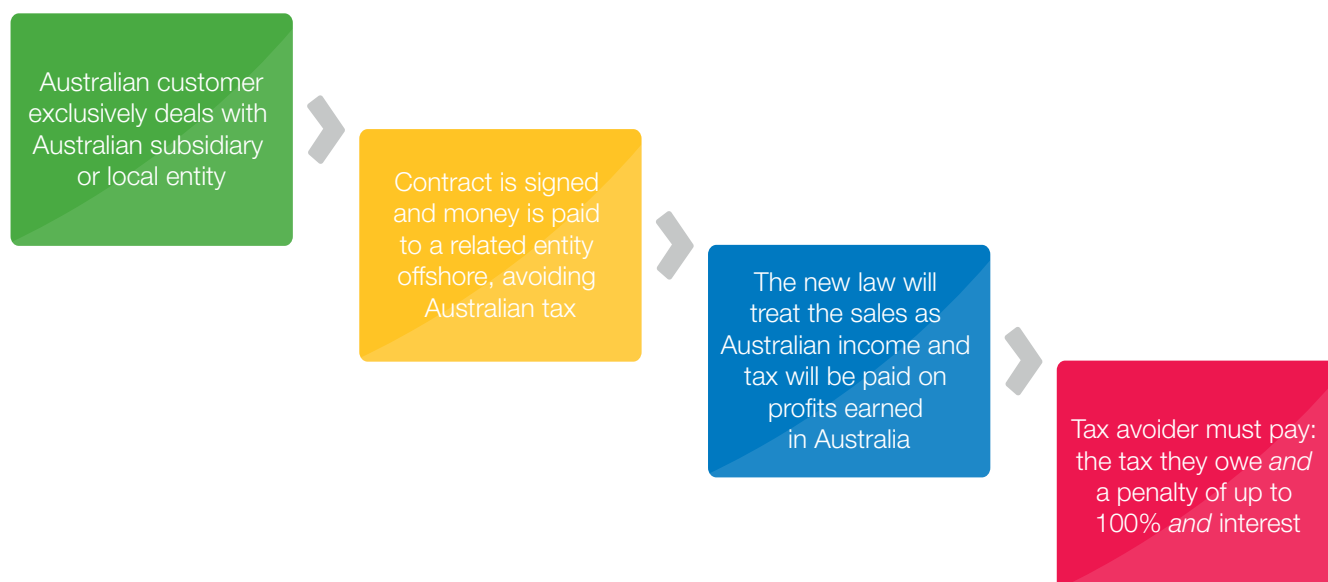 Australian customer
exclusively deals with
Australian subsidiary
or local entity
Contract is signed
and money is paid
to a related entity
offshore, avoiding
Australian tax
The new law will
treat the sales as
Australian income and
tax will be paid on
profits earned
in Australia
Tax avoider must pay:
the tax they owe and
a penalty of up to
100% and interest